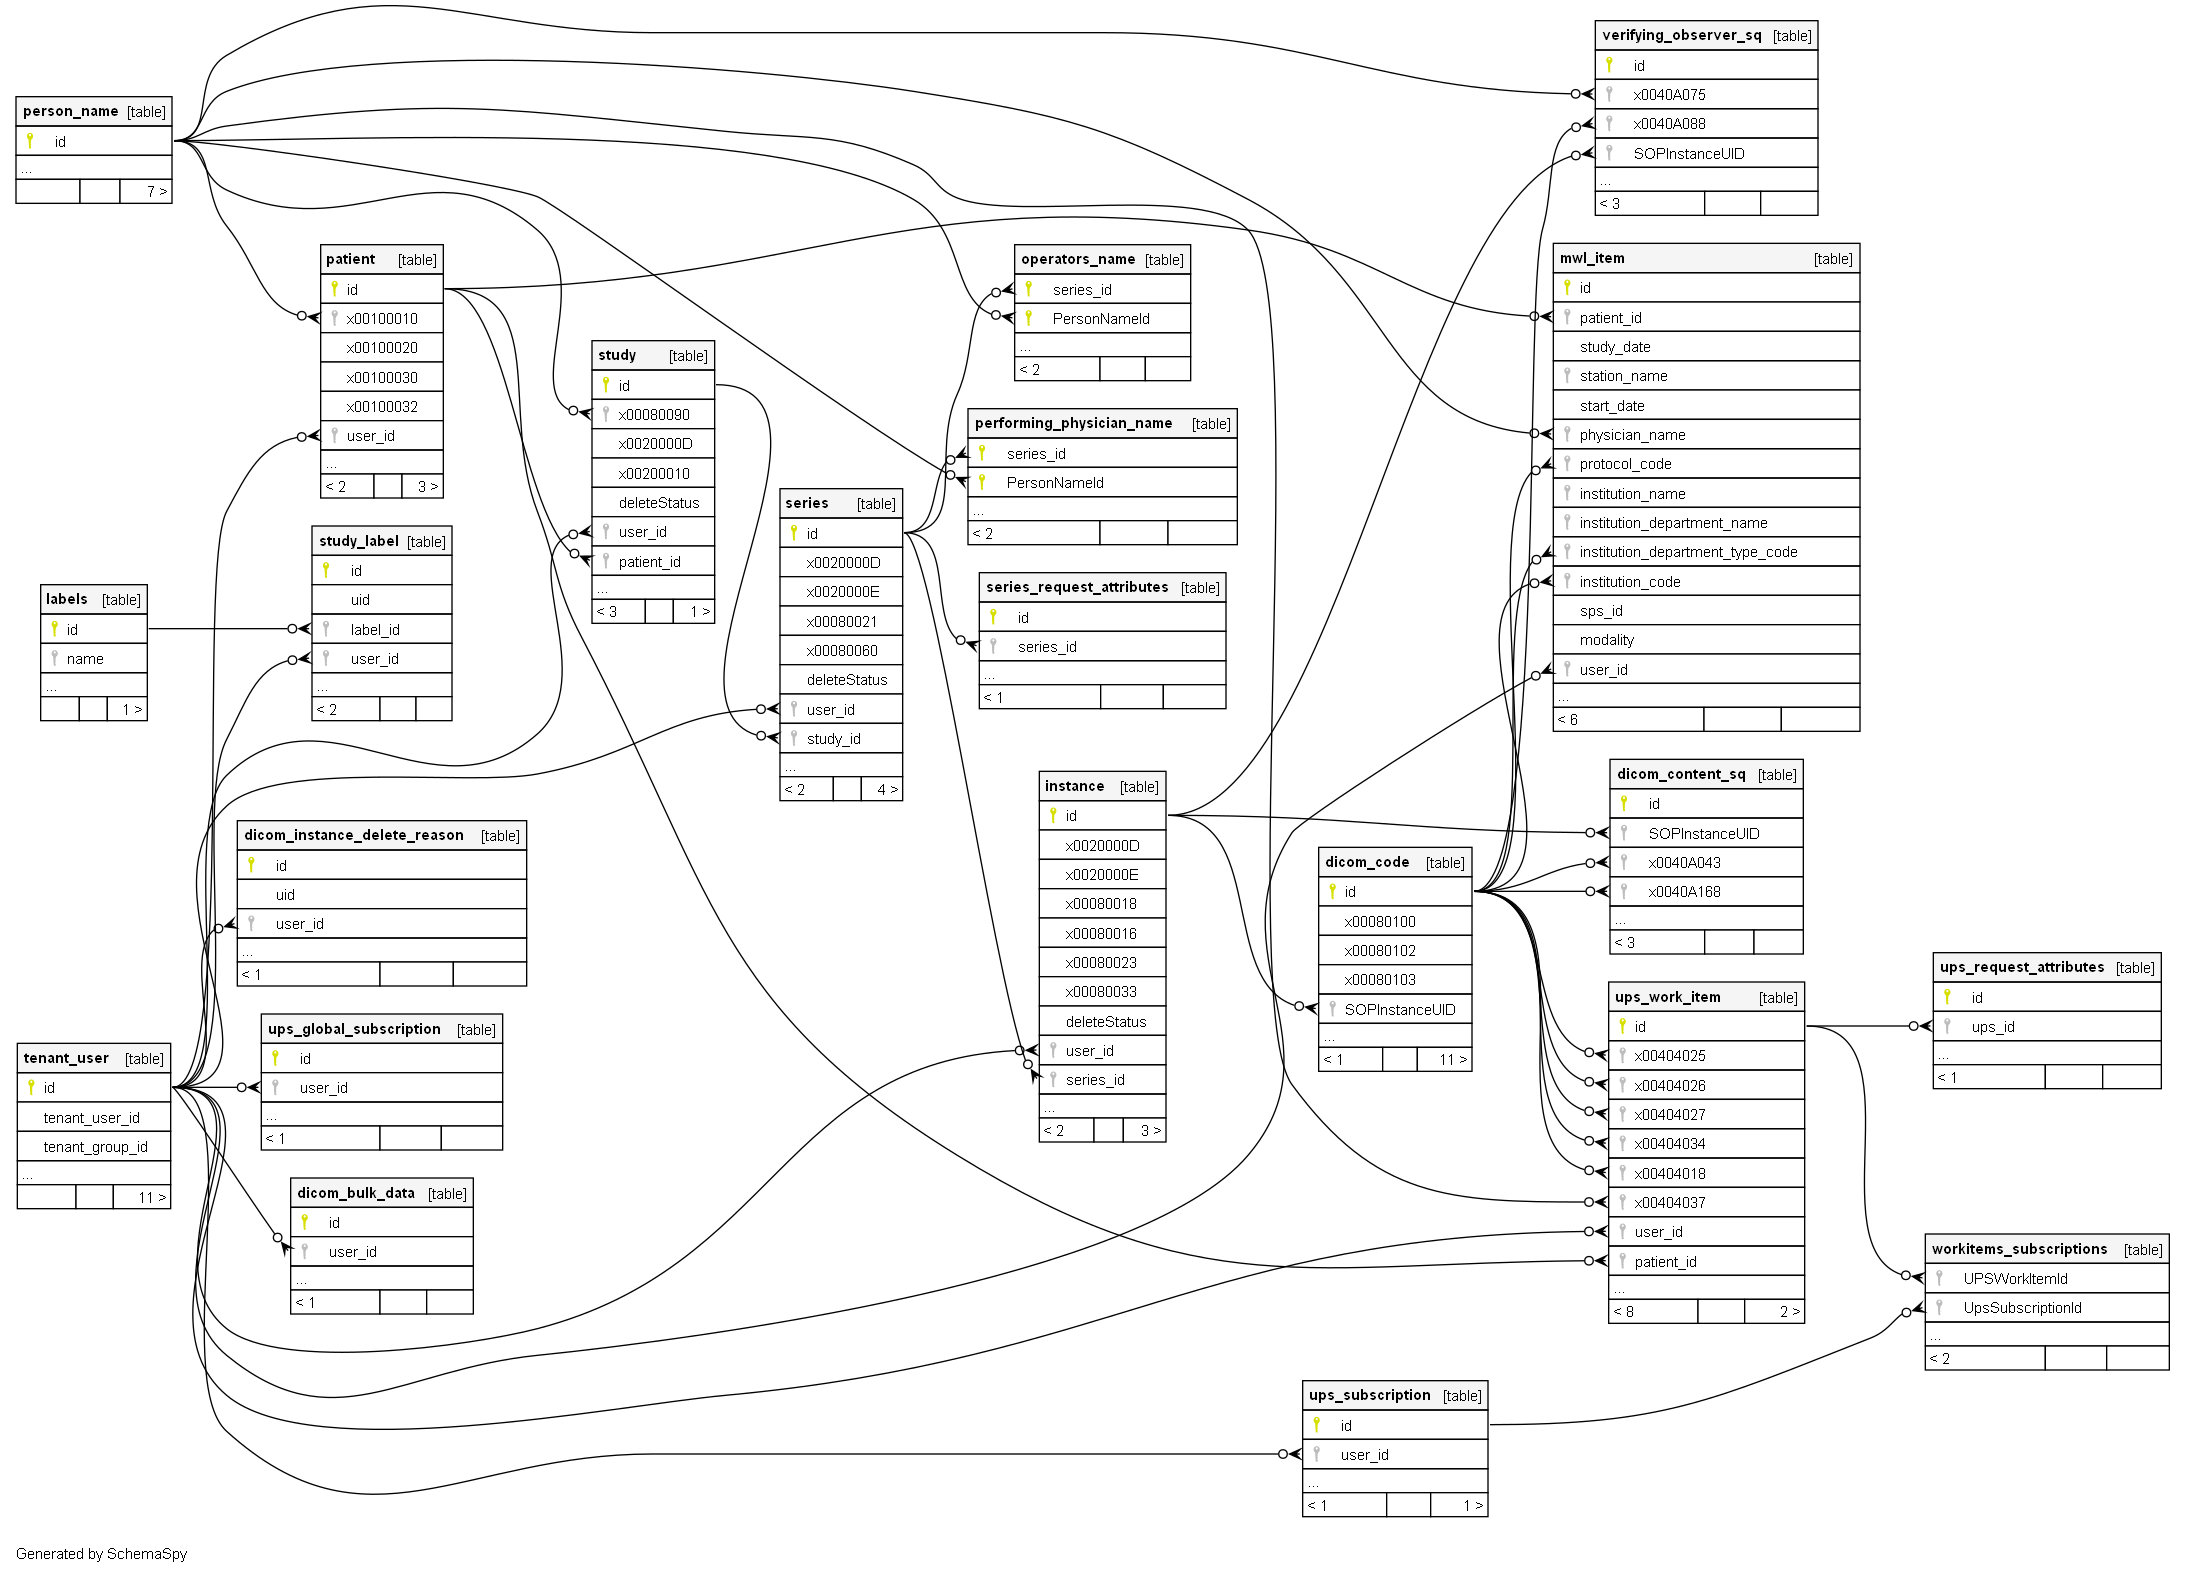 verifying_observer_sq [table]
id
x0040A075
x0040A088
SOPInstanceUID
...
< 3
person_name [table]
id
...
7 >
patient [table]
id
x00100010
x00100020
x00100030
x00100032
user_id
...
< 2 3 >
operators_name [table]
series_id
PersonNameId
...
< 2
mwl_item [table]
id
patient_id
study_date
station_name
start_date
physician_name
protocol_code
institution_name
institution_department_name
institution_department_type_code
institution_code
sps_id
modality
user_id
...
< 6
study [table]
id
x00080090
x0020000D
x00200010
deleteStatus
user_id
patient_id
...
< 3 1 >
performing_physician_name [table]
series_id
PersonNameId
...
< 2
series [table]
id
x0020000D
x0020000E
x00080021
x00080060
deleteStatus
user_id
study_id
...
< 2 4 >
study_label [table]
id
uid
label_id
user_id
...
< 2
labels [table]
id
name
...
1 >
series_request_attributes [table]
id
series_id
...
< 1
instance [table]
id
x0020000D
x0020000E
x00080018
x00080016
x00080023
x00080033
deleteStatus
user_id
series_id
...
< 2 3 >
dicom_content_sq [table]
id
SOPInstanceUID
x0040A043
x0040A168
...
< 3
dicom_instance_delete_reason [table]
id
uid
user_id
...
< 1
dicom_code [table]
id
x00080100
x00080102
x00080103
SOPInstanceUID
...
< 1 11 >
ups_request_attributes [table]
id
ups_id
...
< 1
ups_work_item [table]
id
x00404025
x00404026
x00404027
x00404034
x00404018
x00404037
user_id
patient_id
...
< 8 2 >
ups_global_subscription [table]
id
user_id
...
< 1
tenant_user [table]
id
tenant_user_id
tenant_group_id
...
11 >
dicom_bulk_data [table]
id
user_id
...
< 1
workitems_subscriptions [table]
UPSWorkItemId
UpsSubscriptionId
...
< 2
ups_subscription [table]
id
user_id
...
< 1 1 >
Generated by SchemaSpy